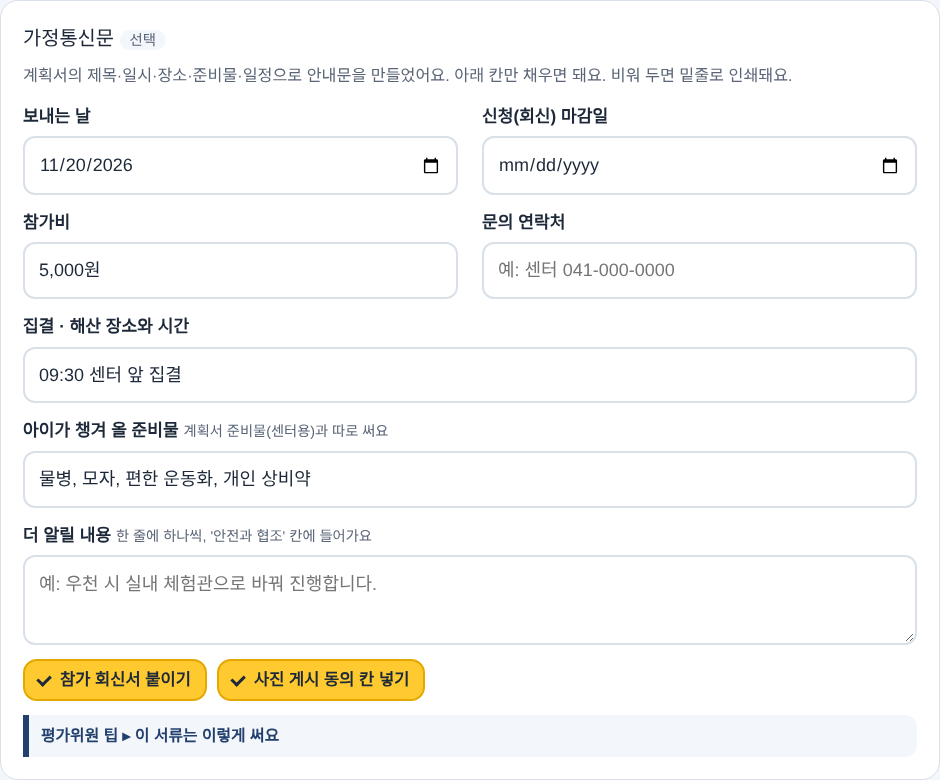 가정통신문 선택
계획서의 제목·일시·장소·준비물·일정으로 안내문을 만들었어요. 아래 칸만 채우면 돼요. 비워 두면 밑줄로 인쇄돼요.
보내는 날
11/20/2026
신청(회신) 마감일
mm/dd/yyyy
참가비
5,000원
문의 연락처
예: 센터 041-000-0000
집결 · 해산 장소와 시간
09:30 센터 앞 집결
아이가 챙겨 올 준비물 계획서 준비물(센터용)과 따로 써요
물병, 모자, 편한 운동화, 개인 상비약
더 알릴 내용 한 줄에 하나씩, '안전과 협조' 칸에 들어가요
예: 우천 시 실내 체험관으로 바꿔 진행합니다.
✓ 참가 회신서 붙이기
✓ 사진 게시 동의 칸 넣기
평가위원 팁 ▸ 이 서류는 이렇게 써요